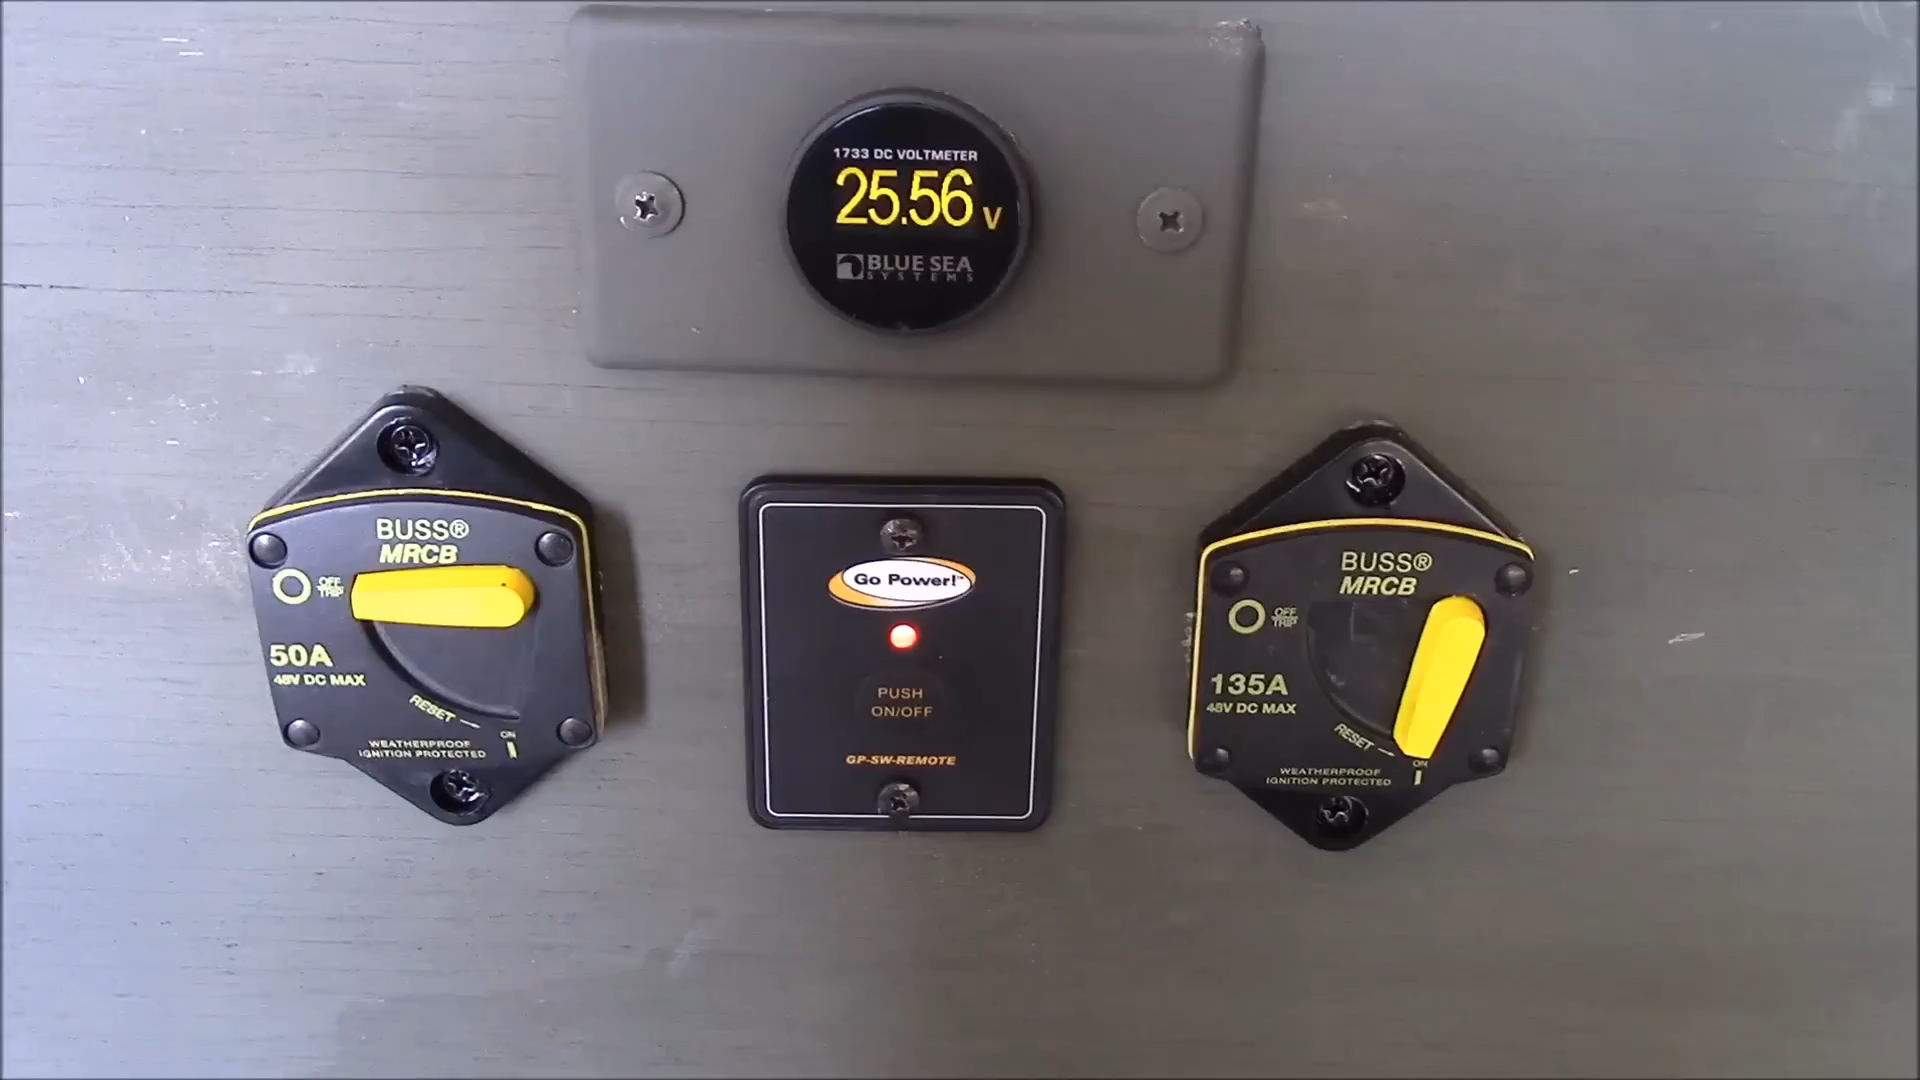 1733 DC VOLTMETER
25.56 V
BLUE SEA
SYSTEMS
BUSS®
MRCB
OFF
TRIP
50A
48V DC MAX
RESET
ON
WEATHERPROOF
IGNITION PROTECTED
Go Power!™
PUSH
ON/OFF
GP-SW-REMOTE
BUSS®
MRCB
OFF
TRIP
135A
48V DC MAX
RESET
ON
WEATHERPROOF
IGNITION PROTECTED